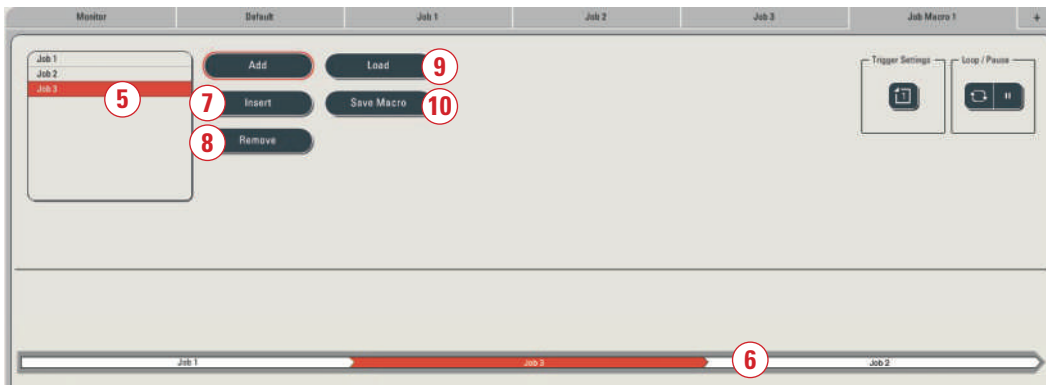 Monitor Default Job 1 Job 2 Job 3 Job Macro 1 +
Job 1
Job 2
Job 3
5
Add
Load
9
7
Insert
Save Macro
10
8
Remove
Trigger Settings
1
Loop / Pause
Job 1 Job 3 6 Job 2